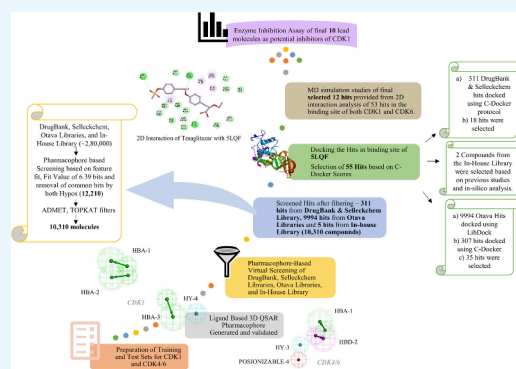 Enzyme Inhibition Assay of final 10 lead
molecules as potential inhibitors of CDK1
MD simulation studies of final
selected 12 hits provided from 2D
interaction analysis of 53 hits in the
binding site of both CDK1 and CDK6.
a) 311 DrugBank
& Selleckchem
hits docked
using C-Docker
protocol
b) 18 hits were
selected
2D Interaction of Tesaglitazar with 5LQF
DrugBank, Selleckchem,
Otava Libraries, and In-
House Library (~2,80,000)
Pharmacophore based
Screening based on feature
fit, Fit Value of 6.39 bits and
removal of common hits by
both Hypos (12,210)
ADMET, TOPKAT filters
10,310 molecules
Docking the Hits in binding site of
5LQF
Selection of 55 Hits based on C-
Docker Scores
2 Compounds from
the In-House Library
were selected based
on previous studies
and in-silico analysis.
Screened Hits after filtering – 311
hits from DrugBank & Selleckchem
Library, 9994 hits from Otava
Libraries and 5 hits from In-house
Library (10,310 compounds)
a) 9994 Otava Hits
docked using
LibDock
b) 307 hits docked
using C-Docker
c) 35 hits were
selected
Pharmacophore-Based
Virtual Screening of
DrugBank, Selleckchem
Libraries, Otava Libraries,
and In-House Library
HBA-1
HBA-2
CDK1
HY-4
HBA-3
Ligand Based 3D QSAR
Pharmacophore
Generated and validated
HBA-1
HBD-2
HY-3
POSIONIZABLE-4
CDK4/6
Preparation of Training
and Test Sets for CDK1
and CDK4/6